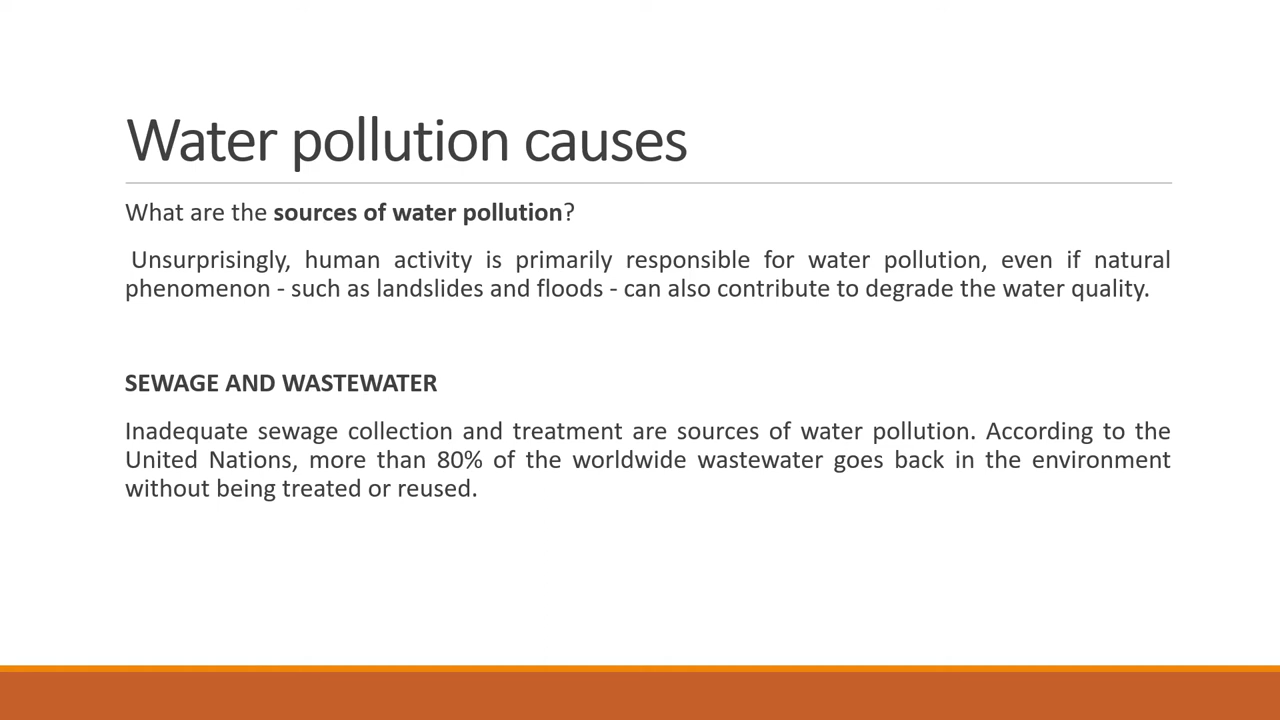 Water pollution causes
What are the sources of water pollution?
Unsurprisingly, human activity is primarily responsible for water pollution, even if natural
phenomenon - such as landslides and floods - can also contribute to degrade the water quality.
SEWAGE AND WASTEWATER
Inadequate sewage collection and treatment are sources of water pollution. According to the
United Nations, more than 80% of the worldwide wastewater goes back in the environment
without being treated or reused.